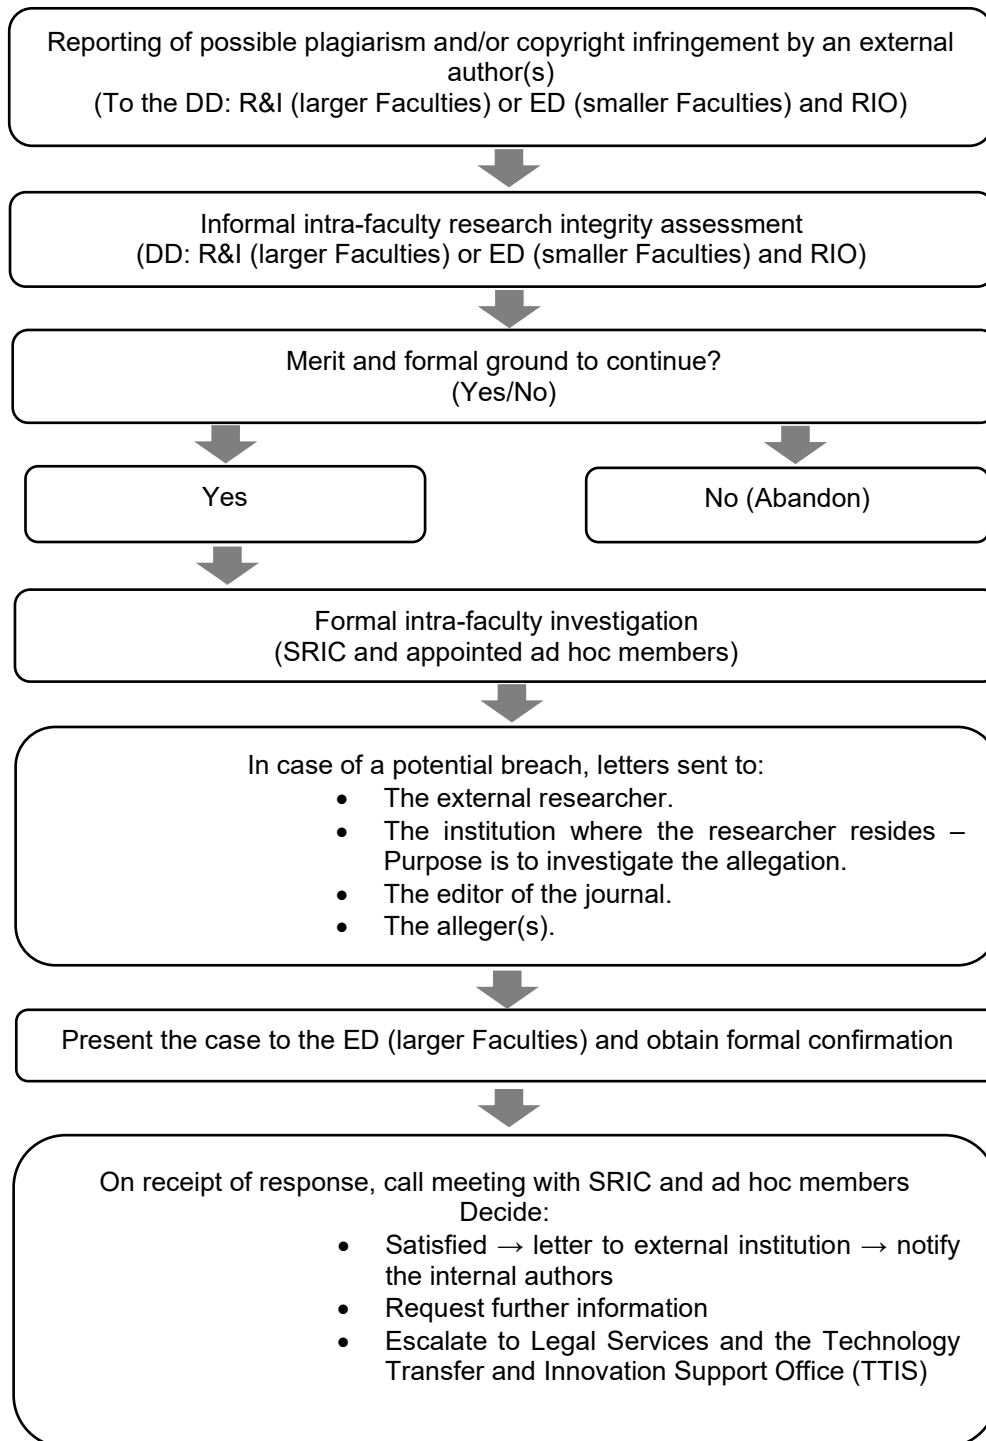 Reporting of possible plagiarism and/or copyright infringement by an external
author(s)
(To the DD: R&I (larger Faculties) or ED (smaller Faculties) and RIO)
Informal intra-faculty research integrity assessment
(DD: R&I (larger Faculties) or ED (smaller Faculties) and RIO)
Merit and formal ground to continue?
(Yes/No)
Yes
No (Abandon)
Formal intra-faculty investigation
(SRIC and appointed ad hoc members)
In case of a potential breach, letters sent to:
• The external researcher.
• The institution where the researcher resides –
Purpose is to investigate the allegation.
• The editor of the journal.
• The alleger(s).
Present the case to the ED (larger Faculties) and obtain formal confirmation
On receipt of response, call meeting with SRIC and ad hoc members
Decide:
• Satisfied → letter to external institution → notify
the internal authors
• Request further information
• Escalate to Legal Services and the Technology
Transfer and Innovation Support Office (TTIS)